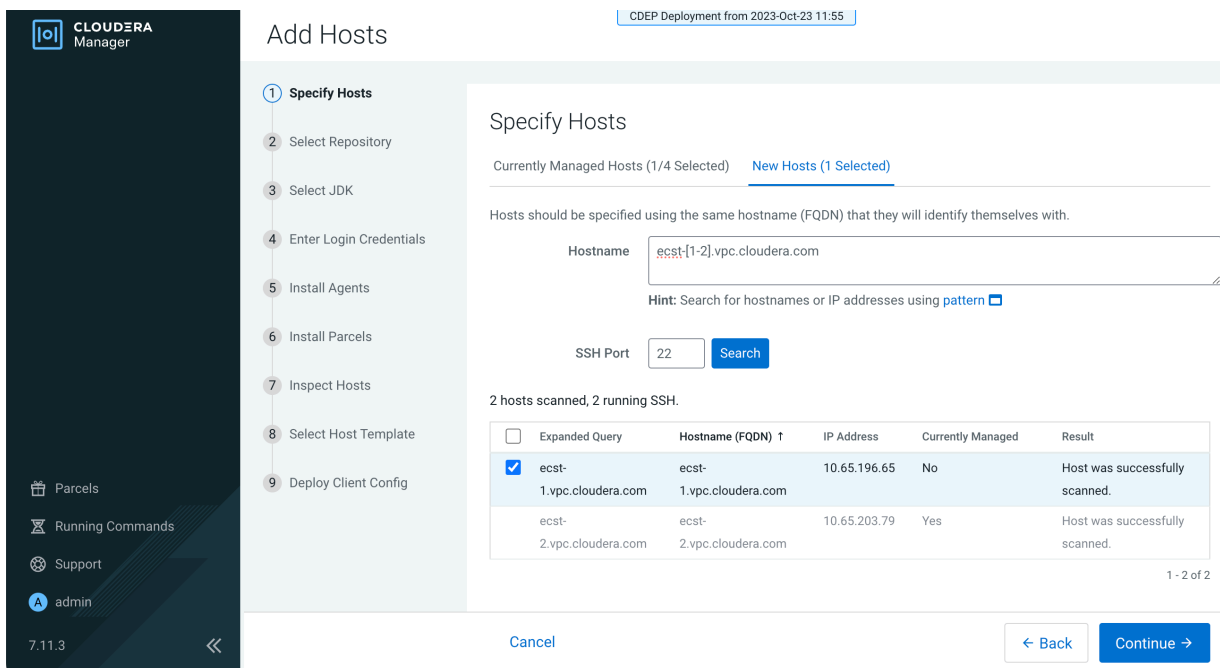 CLOUDERA
Manager
Parcels
Running Commands
Support
A admin
7.11.3
CDEP Deployment from 2023-Oct-23 11:55
Add Hosts
1 Specify Hosts
2 Select Repository
3 Select JDK
4 Enter Login Credentials
5 Install Agents
6 Install Parcels
7 Inspect Hosts
8 Select Host Template
9 Deploy Client Config
Specify Hosts
Currently Managed Hosts (1/4 Selected) New Hosts (1 Selected)
Hosts should be specified using the same hostname (FQDN) that they will identify themselves with.
Hostname ecst-[1-2].vpc.cloudera.com
Hint: Search for hostnames or IP addresses using pattern
SSH Port 22 Search
2 hosts scanned, 2 running SSH.
Expanded Query Hostname (FQDN) ↑ IP Address Currently Managed Result
ecst- ecst- 10.65.196.65 No Host was successfully
1.vpc.cloudera.com 1.vpc.cloudera.com scanned.
ecst- ecst- 10.65.203.79 Yes Host was successfully
2.vpc.cloudera.com 2.vpc.cloudera.com scanned.
1 - 2 of 2
Cancel ← Back Continue →